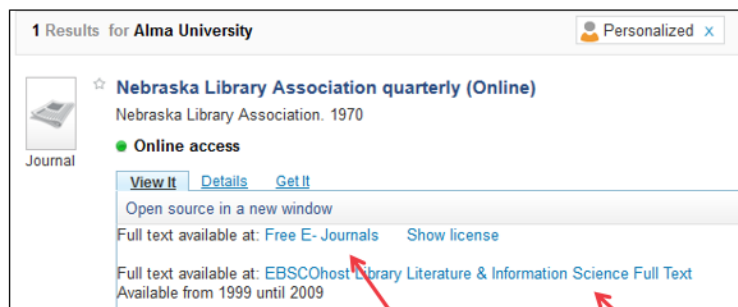 1 Results for Alma University
Personalized x
Nebraska Library Association quarterly (Online)
Nebraska Library Association. 1970
Online access
Journal
View It Details Get It
Open source in a new window
Full text available at: Free E- Journals Show license
Full text available at: EBSCOhost Library Literature & Information Science Full Text
Available from 1999 until 2009